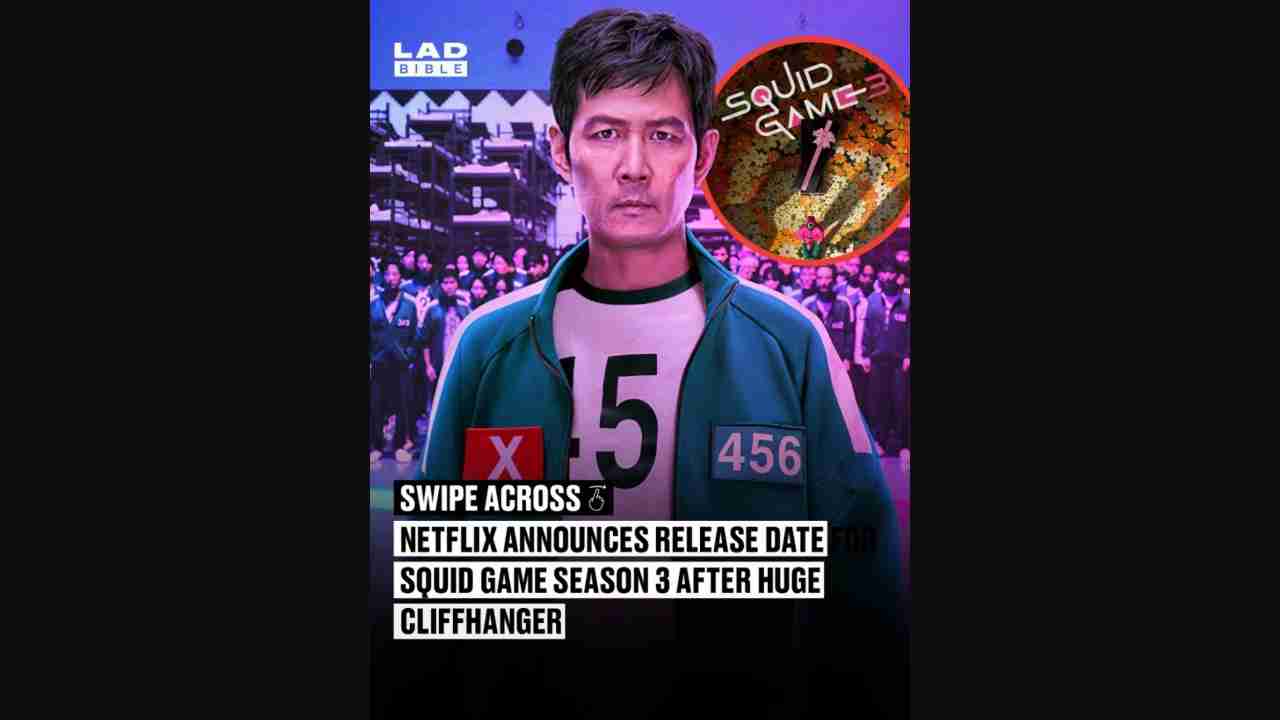 LAD
BIBLE
SQUID
GAME 3
45
X
456
SWIPE ACROSS
NETFLIX ANNOUNCES RELEASE DATE FOR
SQUID GAME SEASON 3 AFTER HUGE
CLIFFHANGER